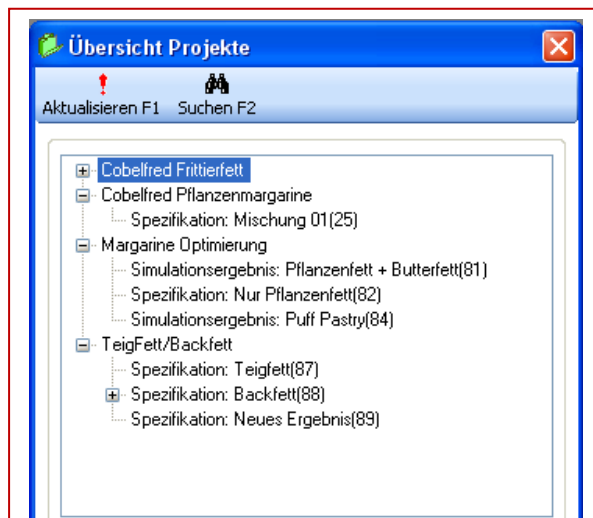 Übersicht Projekte
Aktualisieren F1 Suchen F2
Cobelfred Frittierfett
Cobelfred Pflanzenmargarine
Spezifikation: Mischung 01(25)
Margarine Optimierung
Simulationsergebnis: Pflanzenfett + Butterfett(81)
Spezifikation: Nur Pflanzenfett(82)
Simulationsergebnis: Puff Pastry(84)
TeigFett/Backfett
Spezifikation: Teigfett(87)
Spezifikation: Backfett(88)
Spezifikation: Neues Ergebnis(89)